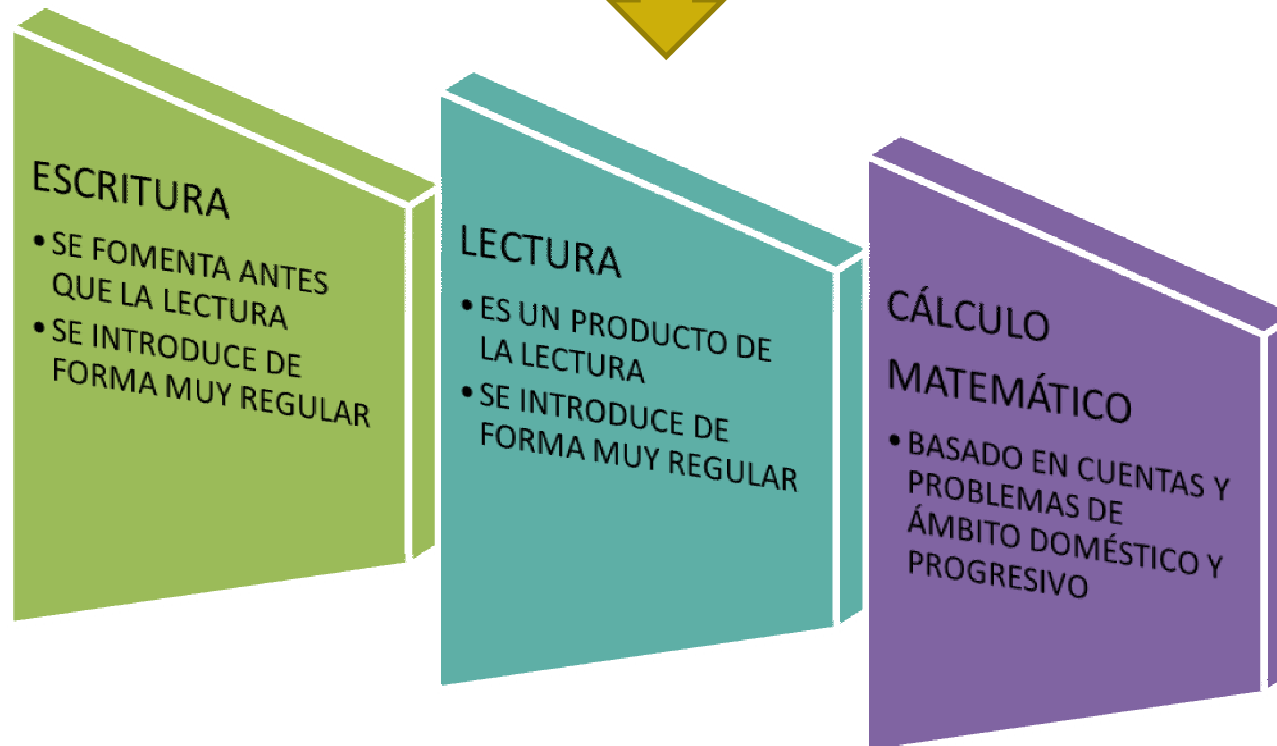 ESCRITURA
• SE FOMENTA ANTES
QUE LA LECTURA
• SE INTRODUCE DE
FORMA MUY REGULAR
LECTURA
• ES UN PRODUCTO DE
LA LECTURA
• SE INTRODUCE DE
FORMA MUY REGULAR
CÁLCULO
MATEMÁTICO
• BASADO EN CUENTAS Y
PROBLEMAS DE
ÁMBITO DOMÉSTICO Y
PROGRESIVO